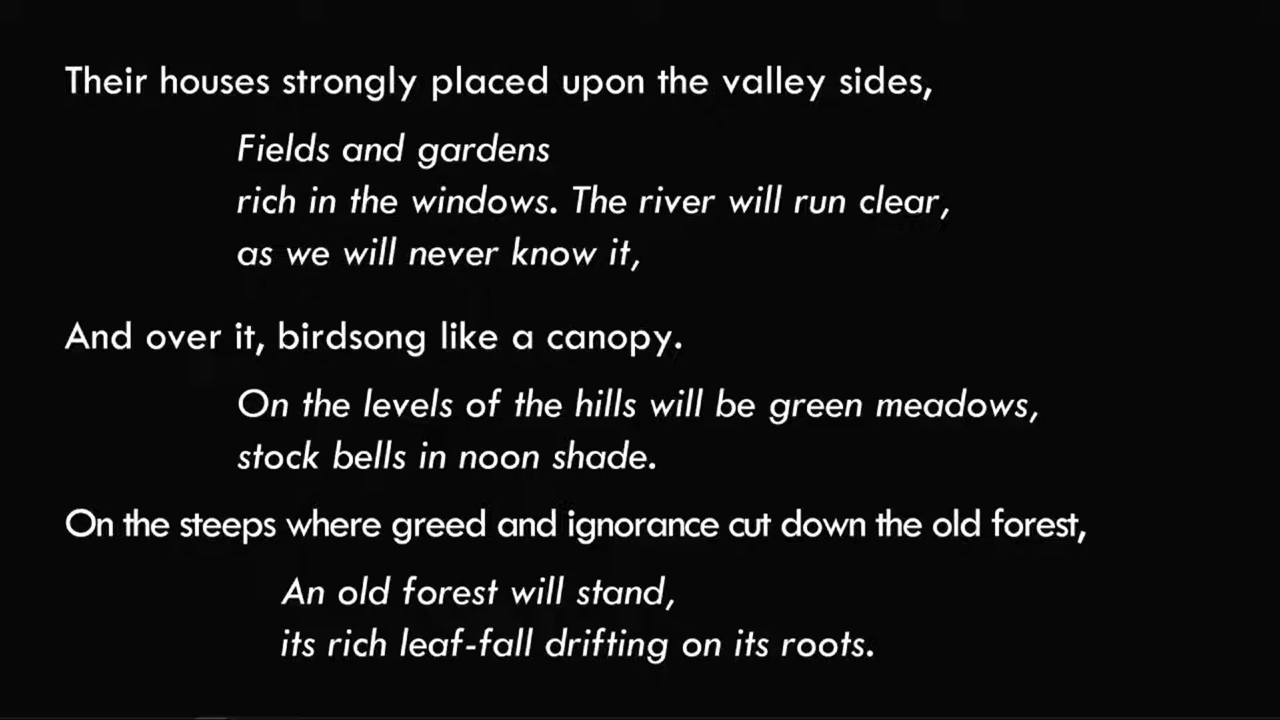 Their houses strongly placed upon the valley sides,
Fields and gardens
rich in the windows. The river will run clear,
as we will never know it,
And over it, birdsong like a canopy.
On the levels of the hills will be green meadows,
stock bells in noon shade.
On the steeps where greed and ignorance cut down the old forest,
An old forest will stand,
its rich leaf-fall drifting on its roots.